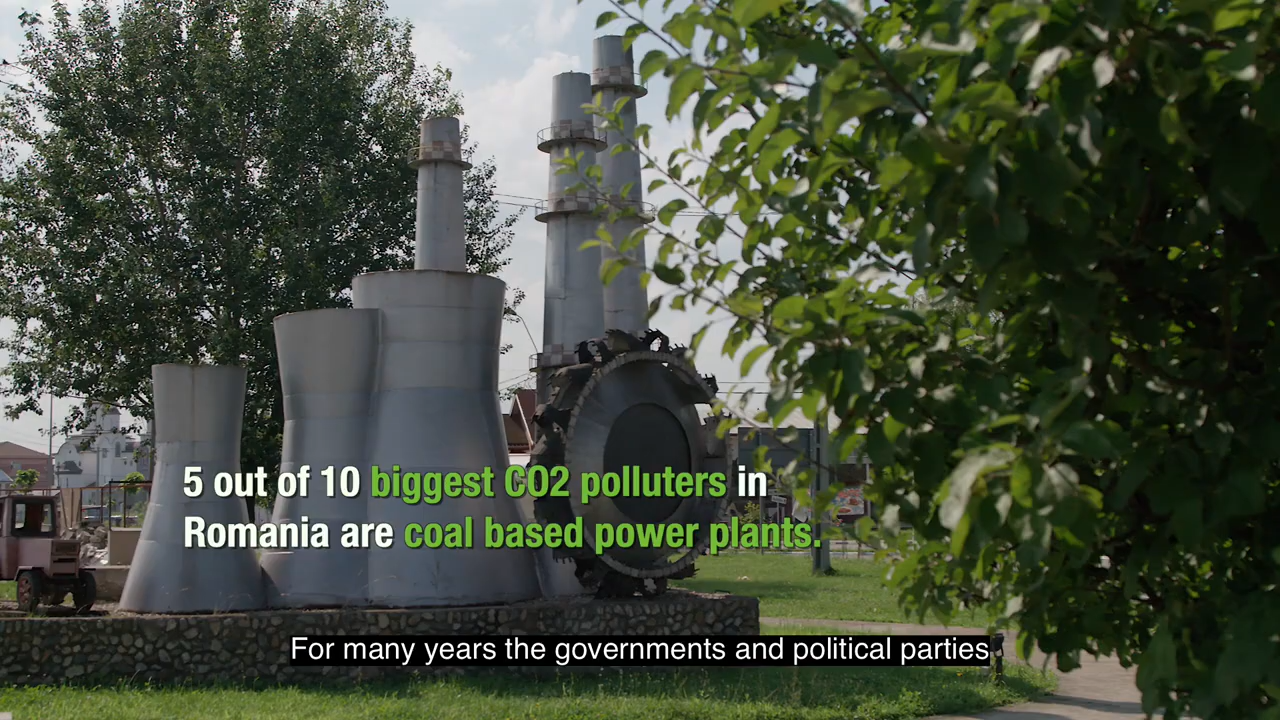 5 out of 10 biggest CO2 polluters in
Romania are coal based power plants.
For many years the governments and political parties